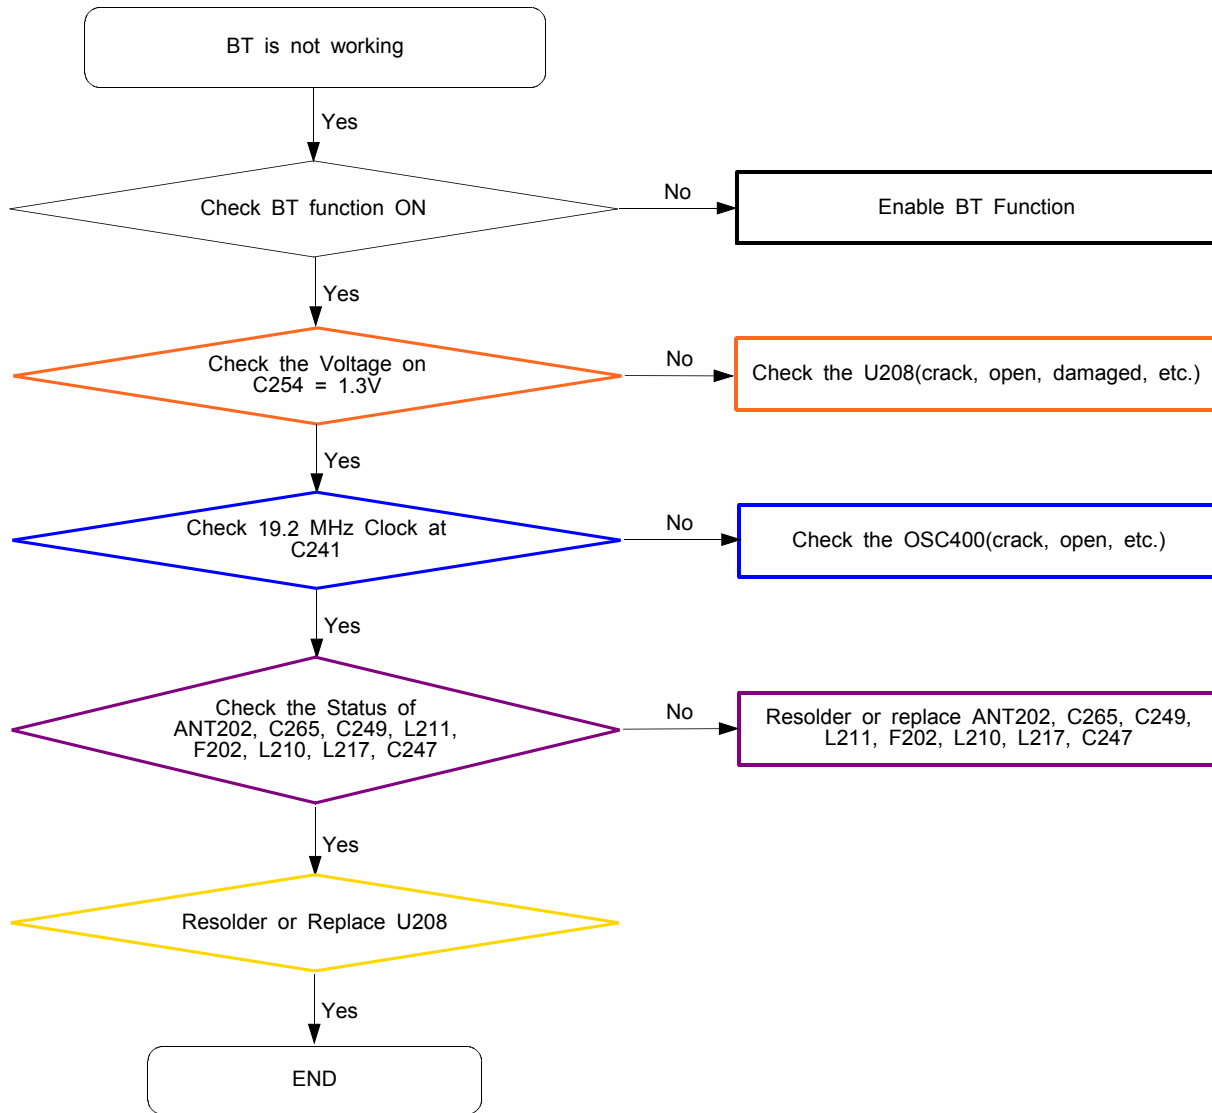 BT is not working
Yes
Check BT function ON
No
Enable BT Function
Yes
Check the Voltage on
C254 = 1.3V
No
Check the U208(crack, open, damaged, etc.)
Yes
Check 19.2 MHz Clock at
C241
No
Check the OSC400(crack, open, etc.)
Yes
Check the Status of
ANT202, C265, C249, L211,
F202, L210, L217, C247
No
Resolder or replace ANT202, C265, C249,
L211, F202, L210, L217, C247
Yes
Resolder or Replace U208
Yes
END